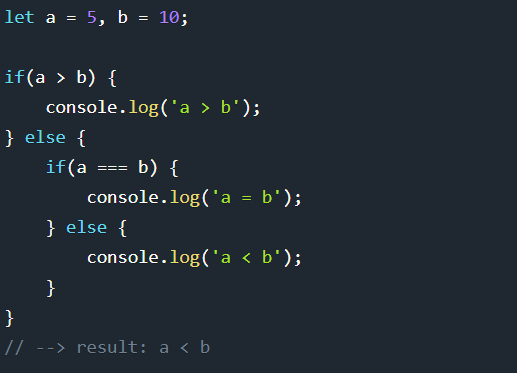 let a = 5, b = 10;
if(a > b) {
    console.log('a > b');
} else {
    if(a === b) {
        console.log('a = b');
    } else {
        console.log('a < b');
    }
}
// --> result: a < b